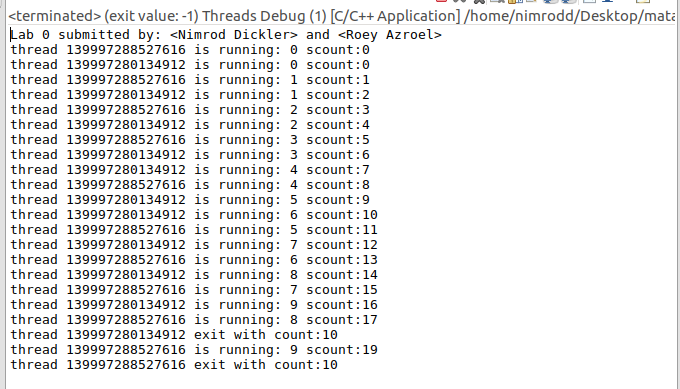 <terminated> (exit value: -1) Threads Debug (1) [C/C++ Application] /home/nimrodd/Desktop/mata
Lab 0 submitted by: <Nimrod Dickler> and <Roey Azroel>
thread 139997288527616 is running: 0 scount:0
thread 139997280134912 is running: 0 scount:0
thread 139997288527616 is running: 1 scount:1
thread 139997280134912 is running: 1 scount:2
thread 139997288527616 is running: 2 scount:3
thread 139997280134912 is running: 2 scount:4
thread 139997288527616 is running: 3 scount:5
thread 139997280134912 is running: 3 scount:6
thread 139997280134912 is running: 4 scount:7
thread 139997288527616 is running: 4 scount:8
thread 139997280134912 is running: 5 scount:9
thread 139997280134912 is running: 6 scount:10
thread 139997288527616 is running: 5 scount:11
thread 139997280134912 is running: 7 scount:12
thread 139997288527616 is running: 6 scount:13
thread 139997280134912 is running: 8 scount:14
thread 139997288527616 is running: 7 scount:15
thread 139997280134912 is running: 9 scount:16
thread 139997288527616 is running: 8 scount:17
thread 139997280134912 exit with count:10
thread 139997288527616 is running: 9 scount:19
thread 139997288527616 exit with count:10